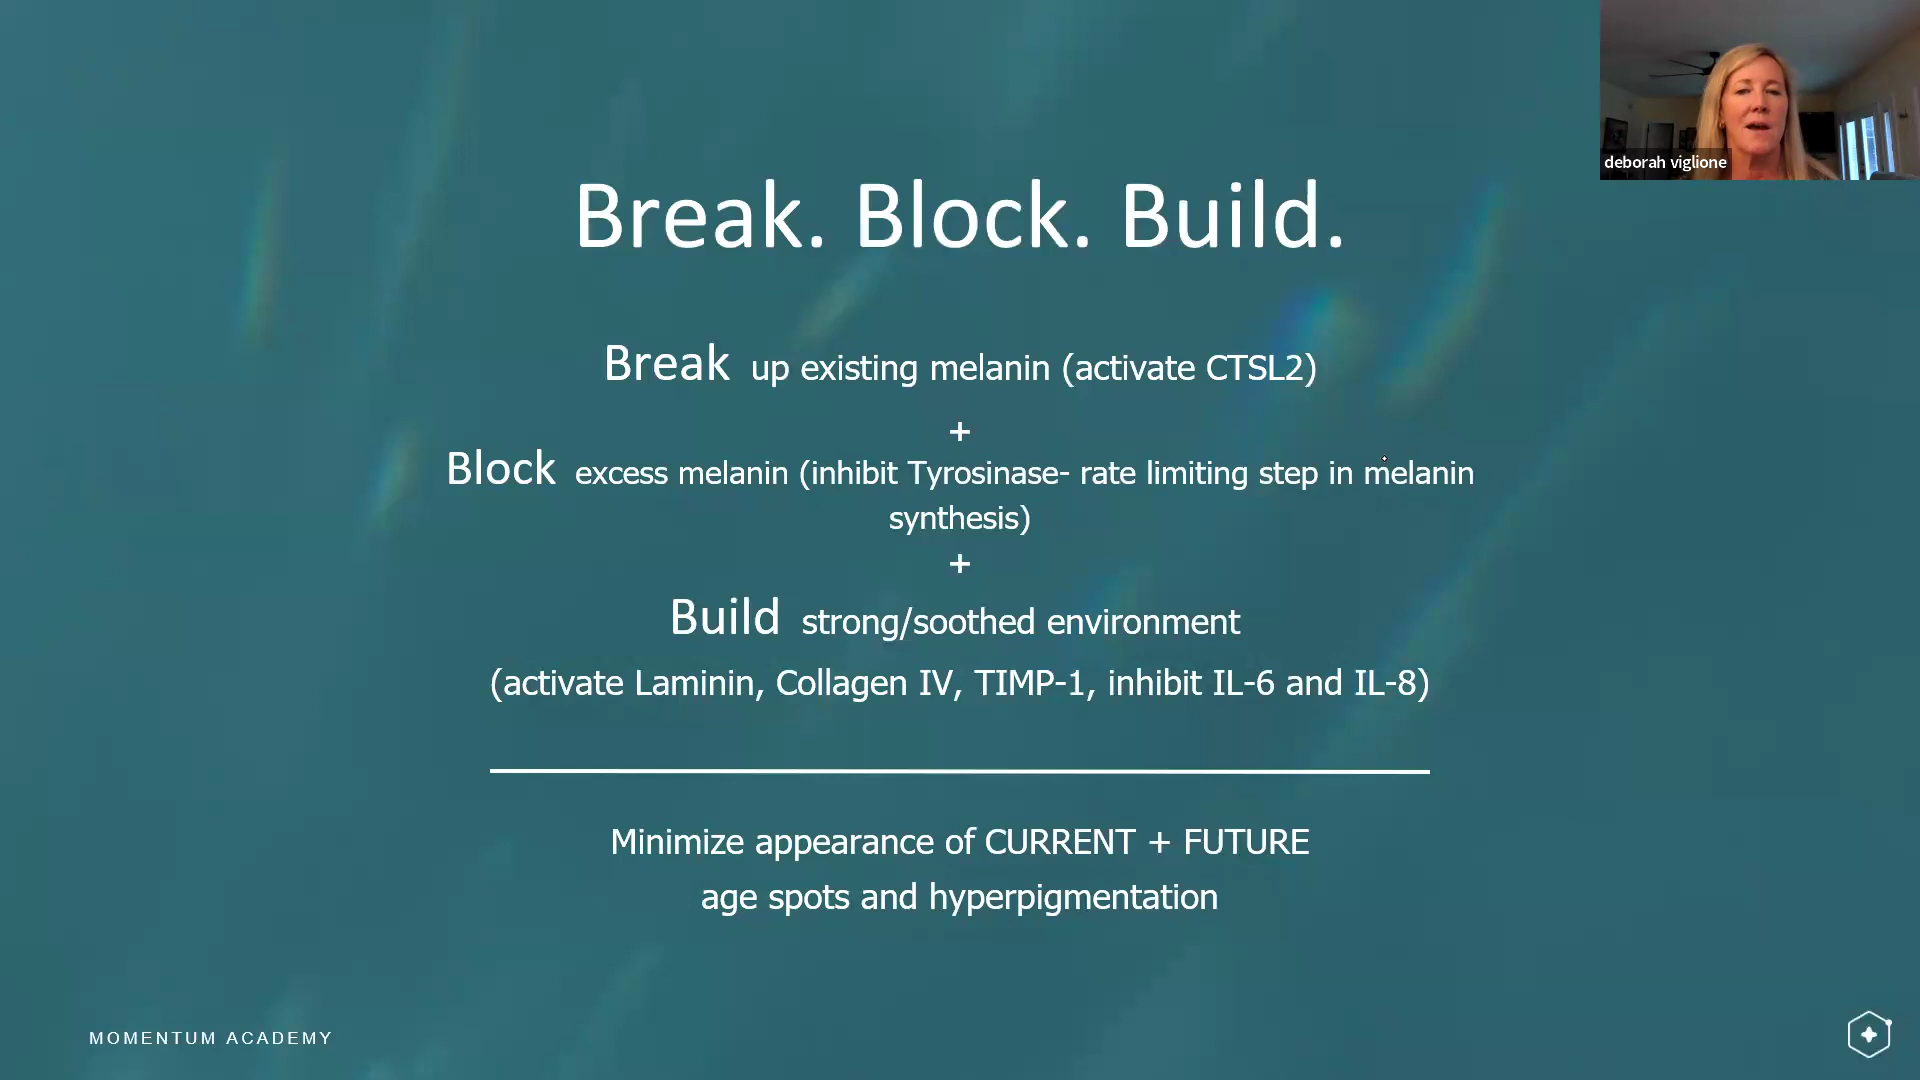 deborah viglione
Break. Block. Build.
Break up existing melanin (activate CTSL2)
+
Block excess melanin (inhibit Tyrosinase- rate limiting step in melanin
synthesis)
+
Build strong/soothed environment
(activate Laminin, Collagen IV, TIMP-1, inhibit IL-6 and IL-8)
Minimize appearance of CURRENT + FUTURE
age spots and hyperpigmentation
MOMENTUM ACADEMY